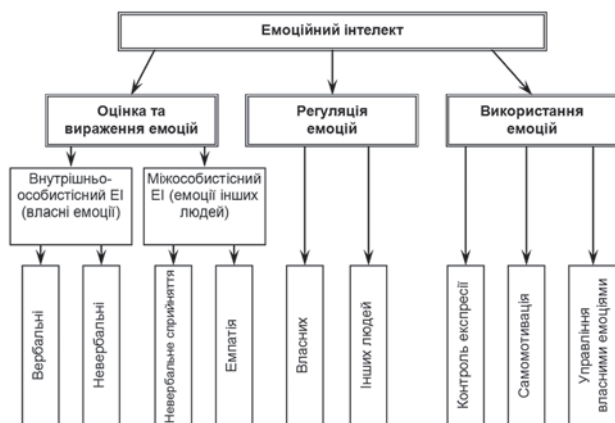 Емоційний інтелект
Оцінка та
вираження емоцій
Регуляція
емоцій
Використання
емоцій
Внутрішньо-
особистісний ЕІ
(власні емоції)
Міжособистісний
ЕІ (емоції інших
людей)
Вербальні
Невербальні
Невербальне сприйняття
Емпатія
Власних
Інших людей
Контроль експресії
Самомотивація
Управління
власними емоціями